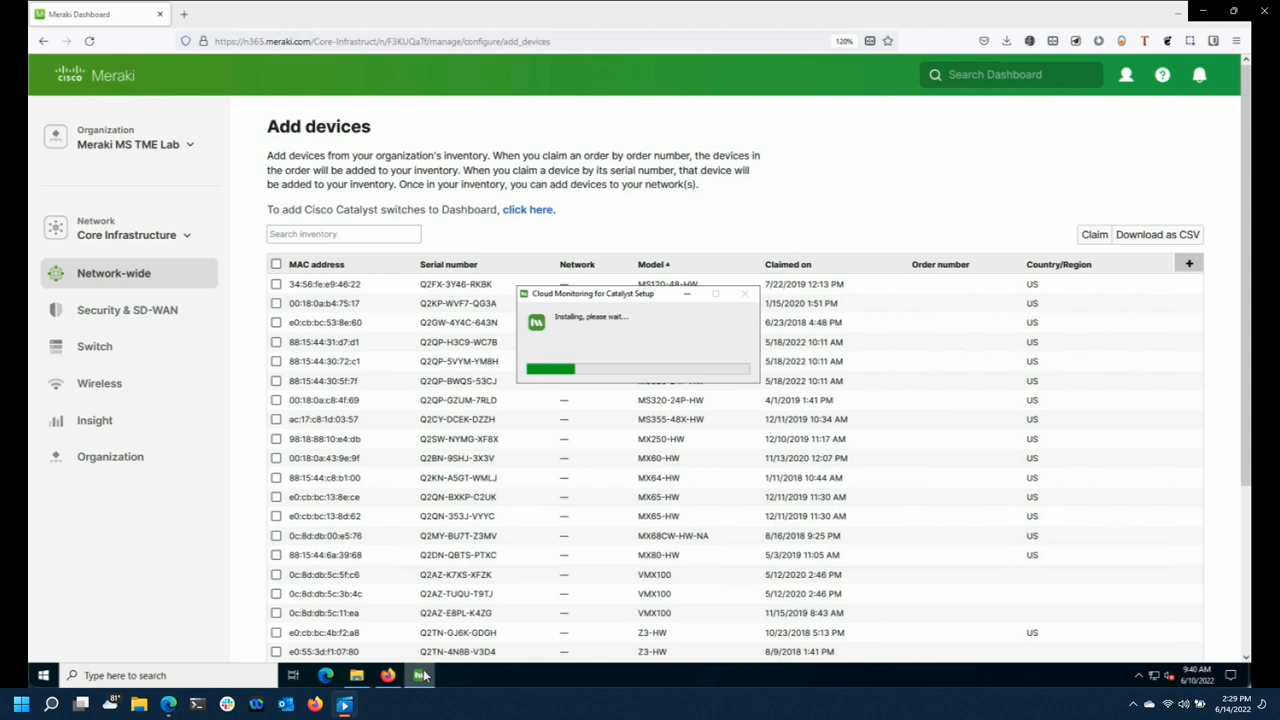 Meraki Dashboard
https://n365.meraki.com/Core-Infrastruct/n/F3KUQaTf/manage/configure/add_devices
120%
CISCO Meraki
Search Dashboard
Organization
Meraki MS TME Lab
Network
Core Infrastructure
Network-wide
Security & SD-WAN
Switch
Wireless
Insight
Organization
Add devices
Add devices from your organization's inventory. When you claim an order by order number, the devices in
the order will be added to your inventory. When you claim a device by its serial number, that device will
be added to your inventory. Once in your inventory, you can add devices to your network(s).
To add Cisco Catalyst switches to Dashboard, click here.
Search inventory
Claim Download as CSV
MAC address Serial number Network Model Claimed on Order number Country/Region +
34:56:fe:e9:46:22 Q2FX-3Y46-RKBK 7/22/2019 12:13 PM US
00:18:0a:b4:75:17 Q2KP-WVF7-QG3A 1/15/2020 1:51 PM US
e0:cb:bc:53:8e:60 Q2GW-4Y4C-643N 6/23/2018 4:48 PM US
88:15:44:31:d7:d1 Q2QP-H3C9-WC7B 5/18/2022 10:11 AM US
88:15:44:30:72:c1 Q2QP-5VYM-YM8H 5/18/2022 10:11 AM US
88:15:44:30:5f:7f Q2QP-BWQS-53CJ 5/18/2022 10:11 AM US
00:18:0a:c8:4f:69 Q2QP-GZUM-7RLD — MS320-24P-HW 4/1/2019 1:41 PM US
ac:17:c8:1d:03:57 Q2CY-DCEK-DZZH — MS355-48X-HW 12/11/2019 10:34 AM US
98:18:88:10:e4:db Q2SW-NYMG-XF8X — MX250-HW 12/10/2019 11:17 AM US
00:18:0a:43:9e:9f Q2BN-9SHJ-3X3V — MX60-HW 11/13/2020 12:07 PM US
88:15:44:c8:b1:00 Q2KN-A5GT-WMLJ — MX64-HW 1/11/2018 10:44 AM US
e0:cb:bc:13:8e:ce Q2QN-BXKP-C2UK — MX65-HW 12/11/2019 11:30 AM US
e0:cb:bc:13:8d:62 Q2QN-353J-VYYC — MX65-HW 12/11/2019 11:30 AM US
0c:8d:db:00:e5:76 Q2MY-BU7T-Z3MV — MX68CW-HW-NA 8/16/2018 9:25 PM US
88:15:44:6a:39:68 Q2DN-QBTS-PTXC — MX80-HW 5/3/2019 11:05 AM US
0c:8d:db:5c:5f:c6 Q2AZ-K7XS-XFZK — VMX100 5/12/2020 2:46 PM
0c:8d:db:5c:3b:4c Q2AZ-TUQU-T9TJ — VMX100 5/12/2020 2:46 PM
0c:8d:db:5c:11:ea Q2AZ-E8PL-K4ZG — VMX100 11/15/2019 8:43 AM
e0:cb:bc:4b:f2:a8 Q2TN-GJ6K-GDGH — Z3-HW 10/23/2018 5:13 PM US
e0:55:3d:f1:07:80 Q2TN-4N8B-V3D4 — Z3-HW 8/9/2018 1:41 PM
Cloud Monitoring for Catalyst Setup
Installing, please wait...
Type here to search
9:40 AM
6/10/2022
81°
2:29 PM
6/14/2022